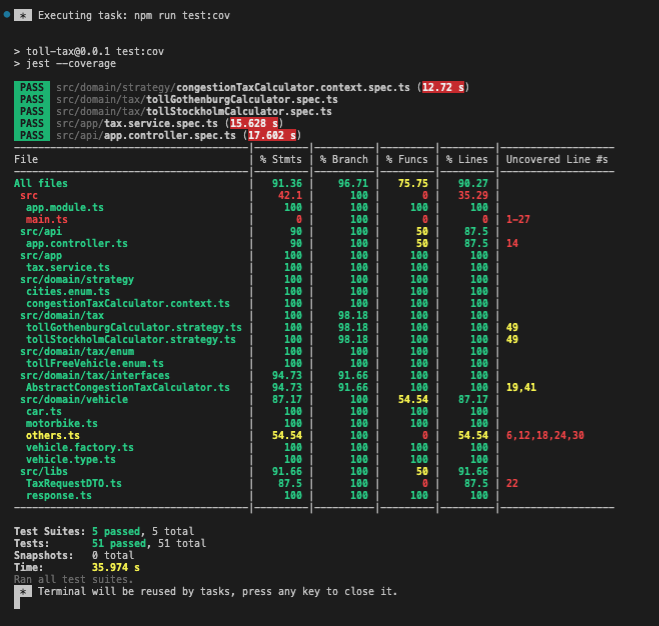 * Executing task: npm run test:cov
> toll-tax@0.0.1 test:cov
> jest --coverage
PASS src/domain/strategy/congestionTaxCalculator.context.spec.ts (12.72 s)
PASS src/domain/tax/tollGothenburgCalculator.spec.ts
PASS src/domain/tax/tollStockholmCalculator.spec.ts
PASS src/app/tax.service.spec.ts (15.628 s)
PASS src/api/app.controller.spec.ts (17.602 s)
File | % Stmts | % Branch | % Funcs | % Lines | Uncovered Line #s
All files | 91.36 | 96.71 | 75.75 | 90.27 |
src | 42.1 | 100 | 0 | 35.29 |
app.module.ts | 100 | 100 | 100 | 100 |
main.ts | 0 | 100 | 0 | 0 | 1-27
src/api | 90 | 100 | 50 | 87.5 |
app.controller.ts | 90 | 100 | 50 | 87.5 | 14
src/app | 100 | 100 | 100 | 100 |
tax.service.ts | 100 | 100 | 100 | 100 |
src/domain/strategy | 100 | 100 | 100 | 100 |
cities.enum.ts | 100 | 100 | 100 | 100 |
congestionTaxCalculator.context.ts | 100 | 100 | 100 | 100 |
src/domain/tax | 100 | 98.18 | 100 | 100 |
tollGothenburgCalculator.strategy.ts | 100 | 98.18 | 100 | 100 | 49
tollStockholmCalculator.strategy.ts | 100 | 98.18 | 100 | 100 | 49
src/domain/tax/enum | 100 | 100 | 100 | 100 |
tollFreeVehicle.enum.ts | 100 | 100 | 100 | 100 |
src/domain/tax/interfaces | 94.73 | 91.66 | 100 | 100 |
AbstractCongestionTaxCalculator.ts | 94.73 | 91.66 | 100 | 100 | 19,41
src/domain/vehicle | 87.17 | 100 | 54.54 | 87.17 |
car.ts | 100 | 100 | 100 | 100 |
motorbike.ts | 100 | 100 | 100 | 100 |
others.ts | 54.54 | 100 | 0 | 54.54 | 6,12,18,24,30
vehicle.factory.ts | 100 | 100 | 100 | 100 |
vehicle.type.ts | 100 | 100 | 100 | 100 |
src/libs | 91.66 | 100 | 50 | 91.66 |
TaxRequestDTO.ts | 87.5 | 100 | 0 | 87.5 | 22
response.ts | 100 | 100 | 100 | 100 |
Test Suites: 5 passed, 5 total
Tests: 51 passed, 51 total
Snapshots: 0 total
Time: 35.974 s
Ran all test suites.
* Terminal will be reused by tasks, press any key to close it.